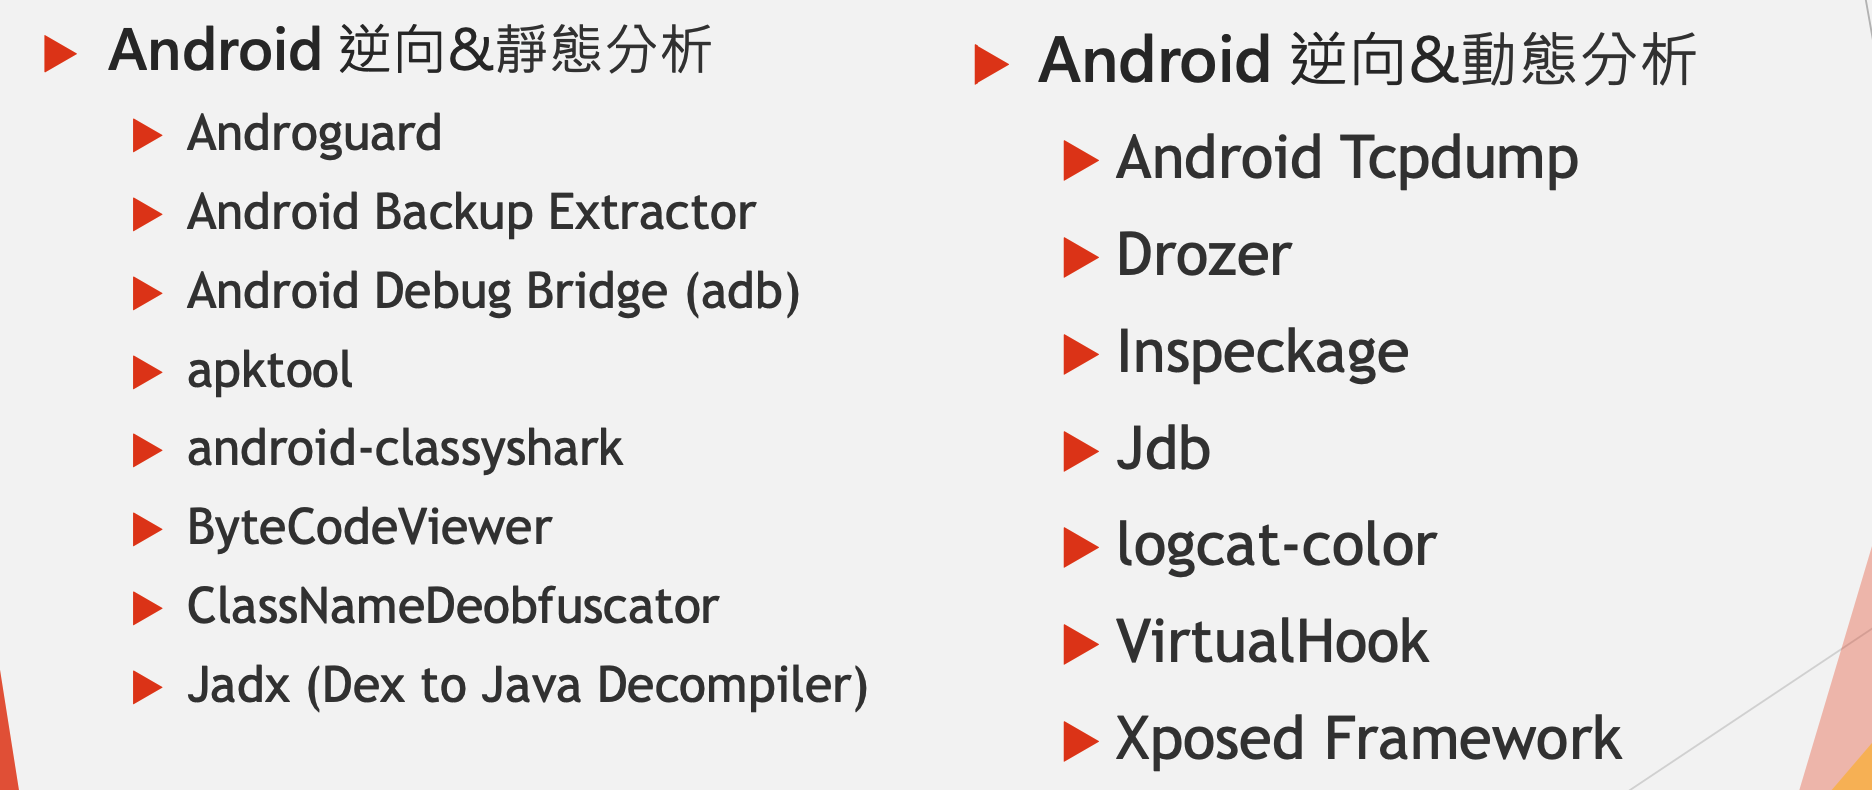 Android 逆向&靜態分析
Androguard
Android Backup Extractor
Android Debug Bridge (adb)
apktool
android-classyshark
ByteCodeViewer
ClassNameDeobfuscator
Jadx (Dex to Java Decompiler)
Android 逆向&動態分析
Android Tcpdump
Drozer
Inspeckage
Jdb
logcat-color
VirtualHook
Xposed Framework